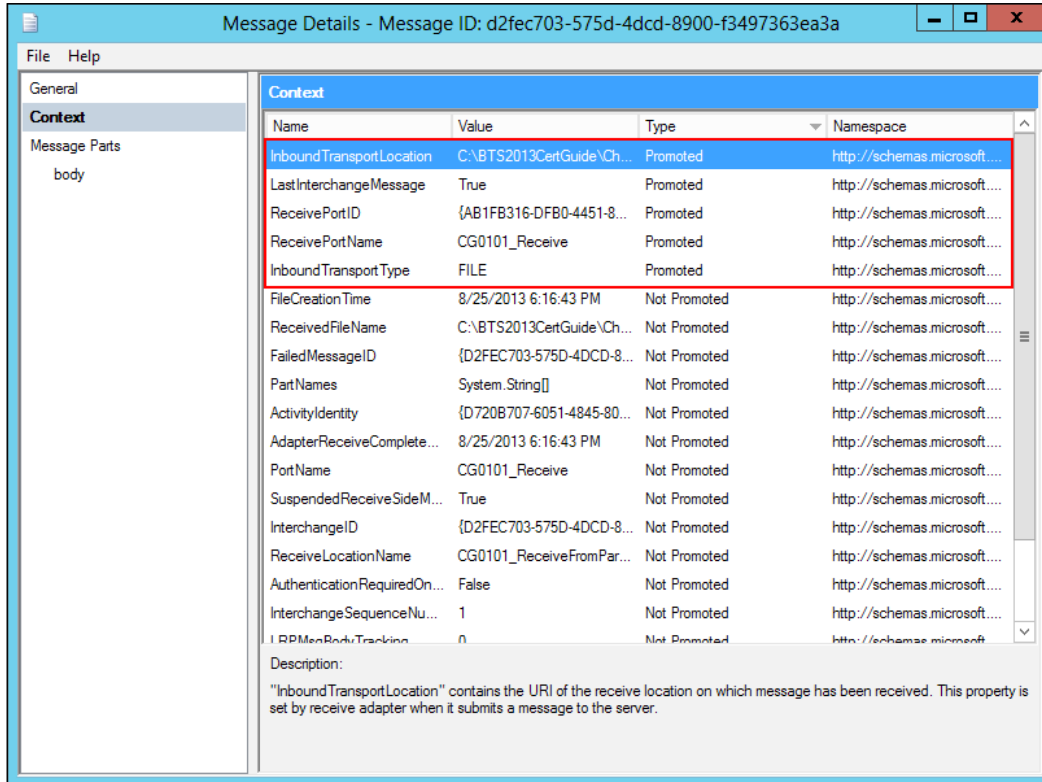 Message Details - Message ID: d2fec703-575d-4dcd-8900-f3497363ea3a
File Help
General
Context
Message Parts
body
Context
Name Value Type Namespace
InboundTransportLocation C:\BTS2013CertGuide\Ch... Promoted http://schemas.microsoft....
LastInterchangeMessage True Promoted http://schemas.microsoft....
ReceivePortID {AB1FB316-DFB0-4451-8... Promoted http://schemas.microsoft....
ReceivePortName CG0101_Receive Promoted http://schemas.microsoft....
InboundTransportType FILE Promoted http://schemas.microsoft....
FileCreationTime 8/25/2013 6:16:43 PM Not Promoted http://schemas.microsoft....
ReceivedFileName C:\BTS2013CertGuide\Ch... Not Promoted http://schemas.microsoft....
FailedMessageID {D2FEC703-575D-4DCD-8... Not Promoted http://schemas.microsoft....
PartNames System.String[] Not Promoted http://schemas.microsoft....
ActivityIdentity {D720B707-6051-4845-80... Not Promoted http://schemas.microsoft....
AdapterReceiveComplete... 8/25/2013 6:16:43 PM Not Promoted http://schemas.microsoft....
PortName CG0101_Receive Not Promoted http://schemas.microsoft....
SuspendedReceiveSideM... True Not Promoted http://schemas.microsoft....
InterchangeID {D2FEC703-575D-4DCD-8... Not Promoted http://schemas.microsoft....
ReceiveLocationName CG0101_ReceiveFromPar... Not Promoted http://schemas.microsoft....
AuthenticationRequiredOn... False Not Promoted http://schemas.microsoft....
InterchangeSequenceNu... 1 Not Promoted http://schemas.microsoft....
LRPMsgBodyTracking 0 Not Promoted http://schemas.microsoft....
Description:
"InboundTransportLocation" contains the URI of the receive location on which message has been received. This property is
set by receive adapter when it submits a message to the server.